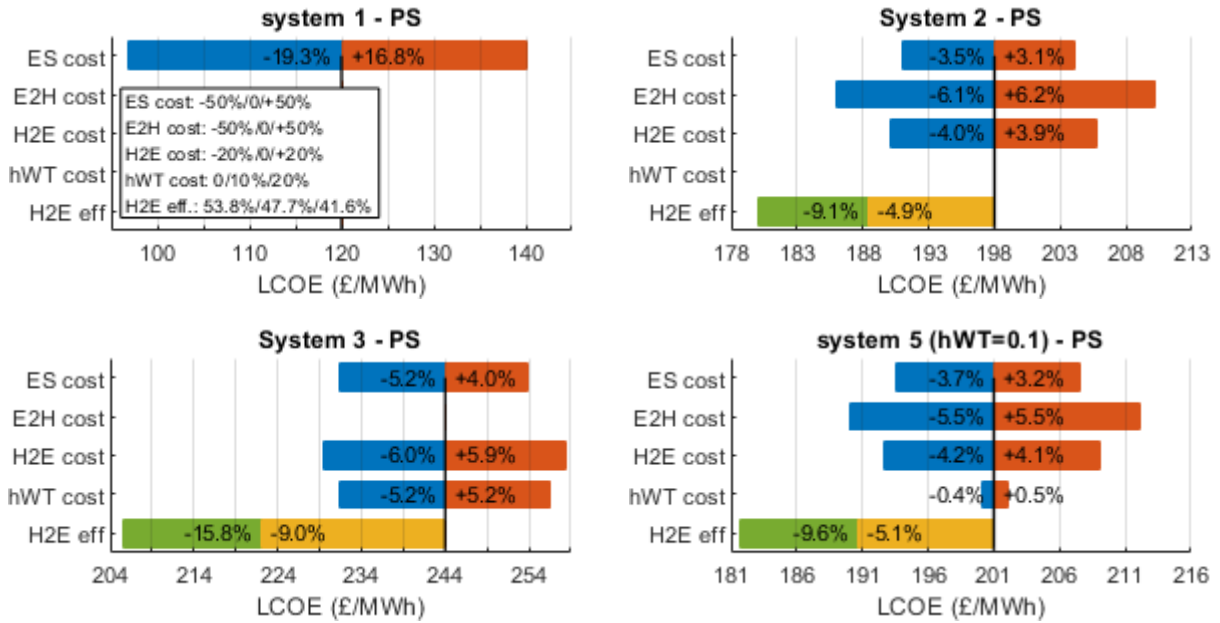 system 1 - PS
ES cost
-19.3% +16.8%
E2H cost
H2E cost
hWT cost
H2E eff
ES cost: -50%/0/+50%
E2H cost: -50%/0/+50%
H2E cost: -20%/0/+20%
hWT cost: 0/10%/20%
H2E eff.: 53.8%/47.7%/41.6%
100 110 120 130 140
LCOE (£/MWh)
System 2 - PS
ES cost -3.5% +3.1%
E2H cost -6.1% +6.2%
H2E cost -4.0% +3.9%
hWT cost
H2E eff -9.1% -4.9%
178 183 188 193 198 203 208 213
LCOE (£/MWh)
System 3 - PS
ES cost -5.2% +4.0%
E2H cost
H2E cost -6.0% +5.9%
hWT cost -5.2% +5.2%
H2E eff -15.8% -9.0%
204 214 224 234 244 254
LCOE (£/MWh)
system 5 (hWT=0.1) - PS
ES cost -3.7% +3.2%
E2H cost -5.5% +5.5%
H2E cost -4.2% +4.1%
hWT cost -0.4% +0.5%
H2E eff -9.6% -5.1%
181 186 191 196 201 206 211 216
LCOE (£/MWh)